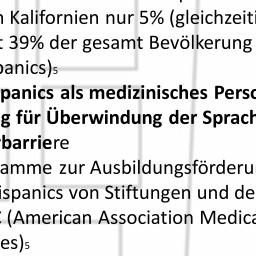 n Kalifornien nur 5% (gleichzeiti
t 39% der gesamt Bevölkerung
panics)5
panics als medizinisches Perso
g für Überwindung der Sprach
barriere
amme zur Ausbildungsförderu
ispanics von Stiftungen und de
C (American Association Medica
es)5